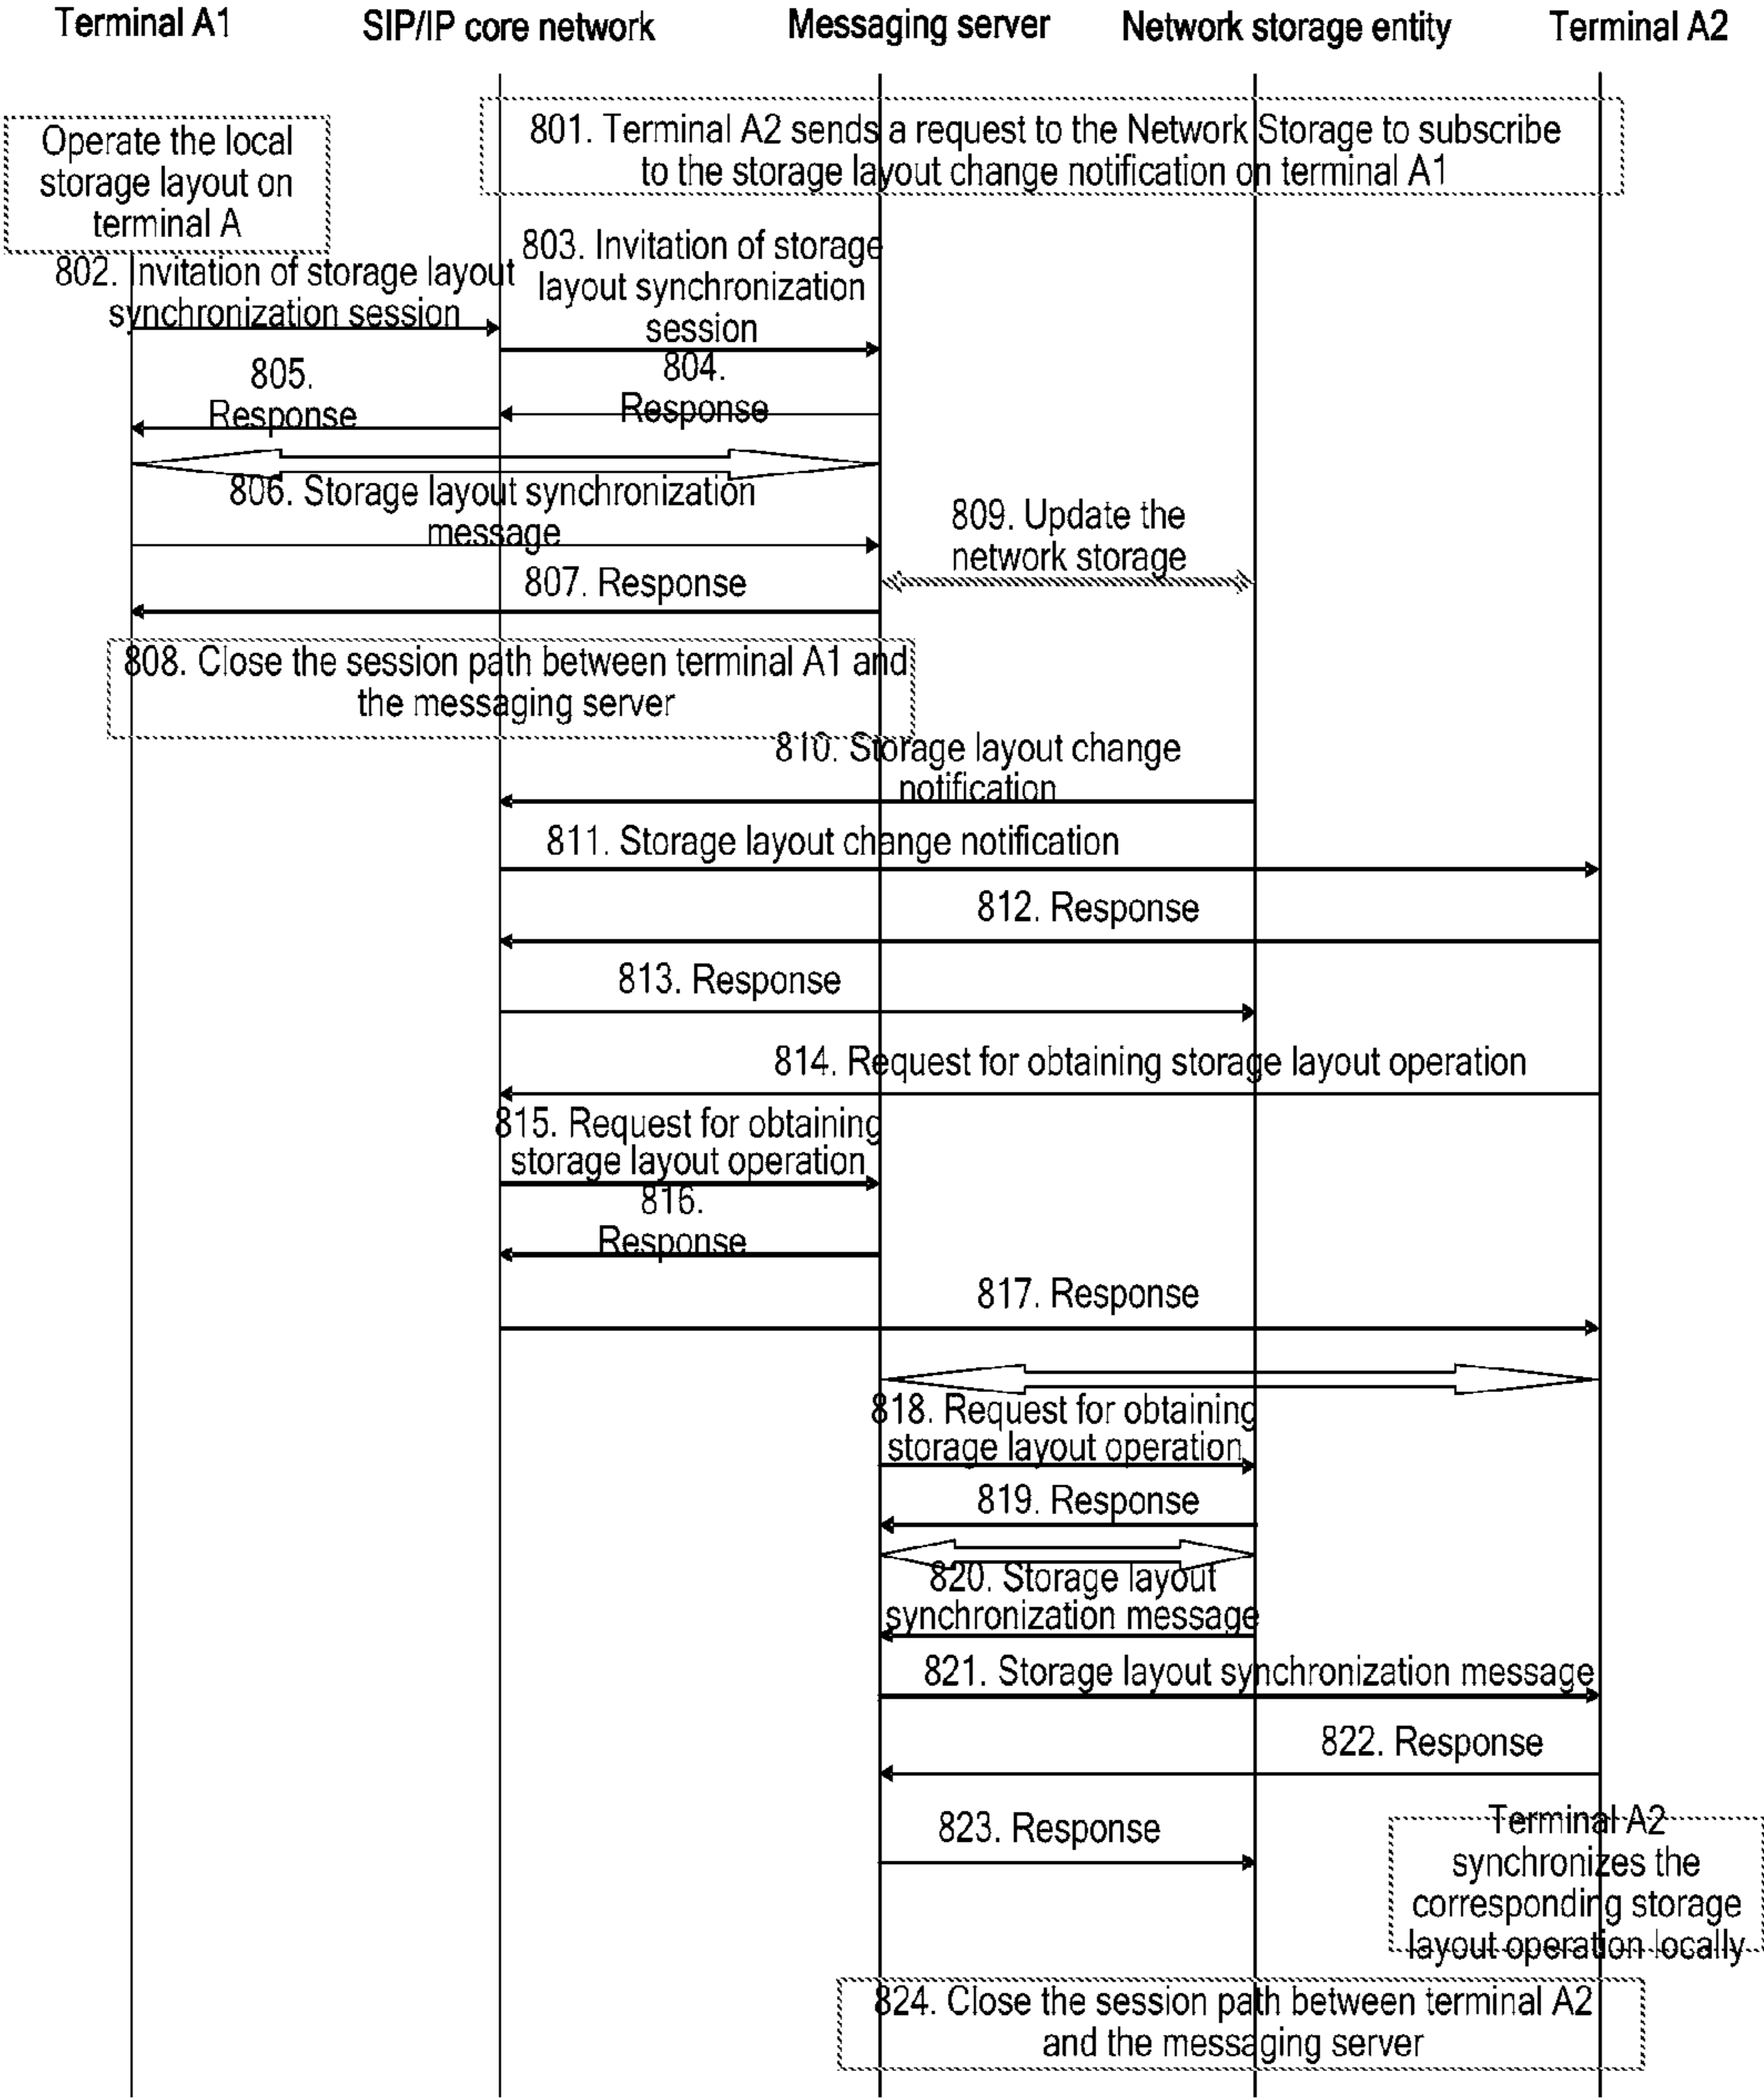 Terminal A1
SIP/IP core network
Messaging server
Network storage entity
Terminal A2
801. Terminal A2 sends a request to the Network Storage to subscribe
to the storage layout change notification on terminal A1
Operate the local
storage layout on
terminal A
802. Invitation of storage layout
synchronization session
803. Invitation of storage
layout synchronization
session
804.
Response
805.
Response
806. Storage layout synchronization
message
809. Update the
network storage
807. Response
808. Close the session path between terminal A1 and
the messaging server
810. Storage layout change
notification
811. Storage layout change notification
812. Response
813. Response
814. Request for obtaining storage layout operation
815. Request for obtaining
storage layout operation
816.
Response
817. Response
818. Request for obtaining
storage layout operation
819. Response
820. Storage layout
synchronization message
821. Storage layout synchronization message
822. Response
823. Response
Terminal A2
synchronizes the
corresponding storage
layout operation locally
824. Close the session path between terminal A2
and the messaging server